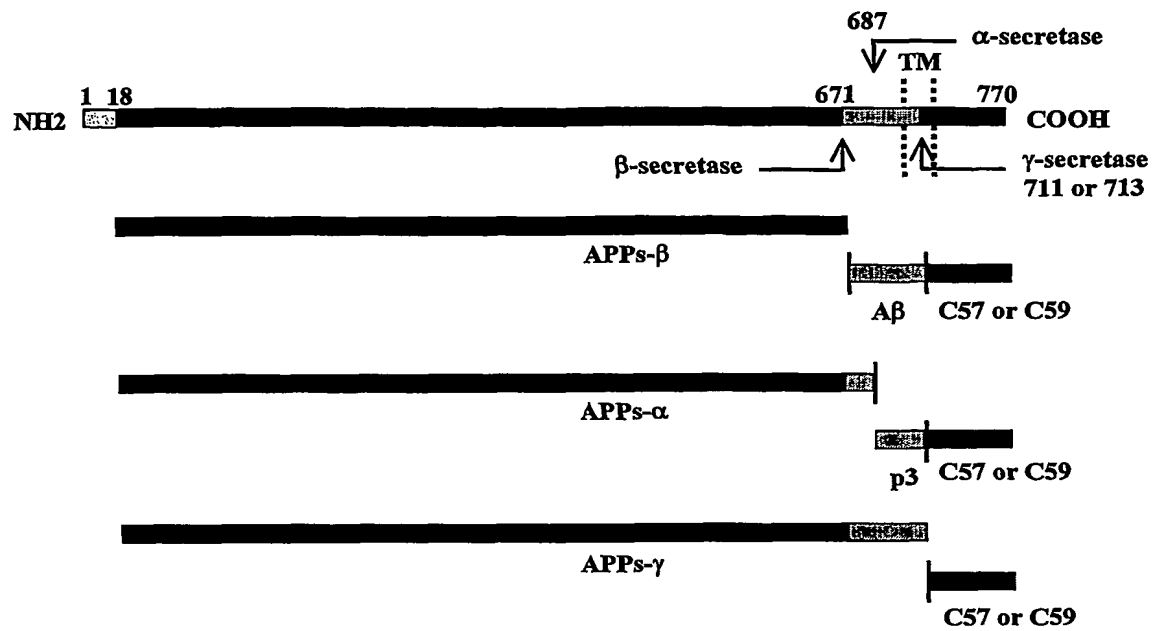 687
α-secretase
TM
1 18 671 770
NH2 COOH
β-secretase γ-secretase
711 or 713
APPs-β
Aβ C57 or C59
APPs-α
p3 C57 or C59
APPs-γ
C57 or C59